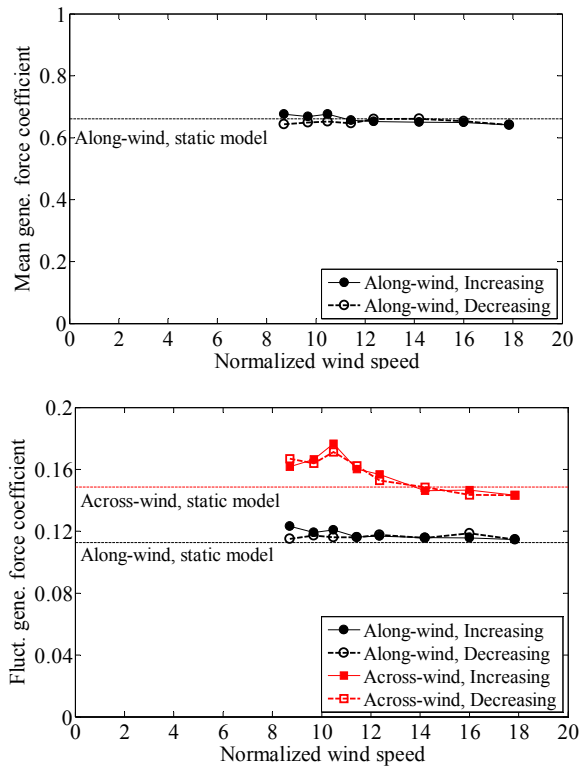 1
0.8
0.6
0.4
0.2
0
Mean gene. force coefficient
Along-wind, static model
Along-wind, Increasing
Along-wind, Decreasing
0 2 4 6 8 10 12 14 16 18 20
Normalized wind speed
0.2
0.16
0.12
0.08
0.04
0
Fluct. gene. force coefficient
Across-wind, static model
Along-wind, static model
Along-wind, Increasing
Along-wind, Decreasing
Across-wind, Increasing
Across-wind, Decreasing
0 2 4 6 8 10 12 14 16 18 20
Normalized wind speed